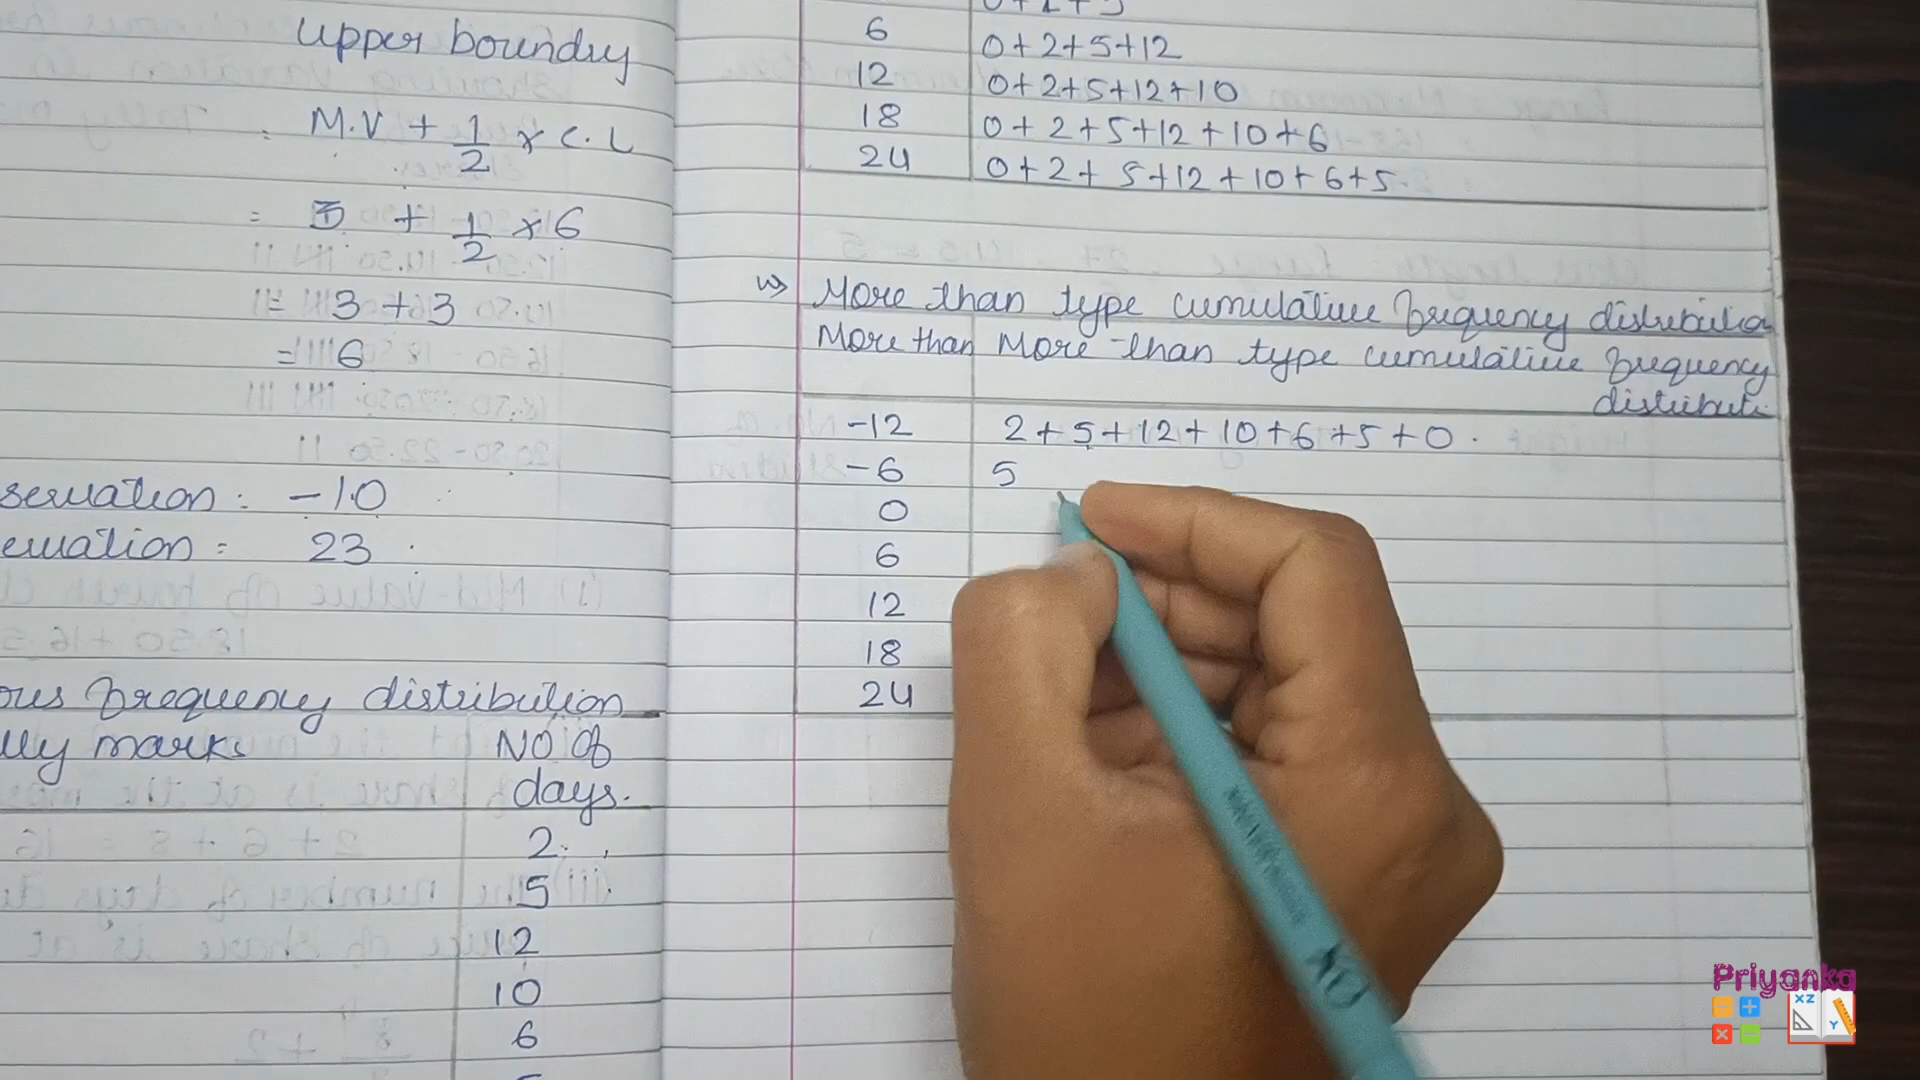 upper boundry
= M.V + 1/2 × C.L
= 3 + 1/2 × 6
= 3 + 3
= 6
servation : -10
ervation = 23
ous frequency distribution
lly marks No of
days.
2
5
12
10
6
6 0+2+5+12
12 0+2+5+12+10
18 0+2+5+12+10+6
24 0+2+5+12+10+6+5
More than type cumulative frequency distribution
More than More than type cumulative frequency
distributi
-12 2+5+12+10+6+5+0.
-6 5
0
6
12
18
24
Priyanka
XZ
Y
XO